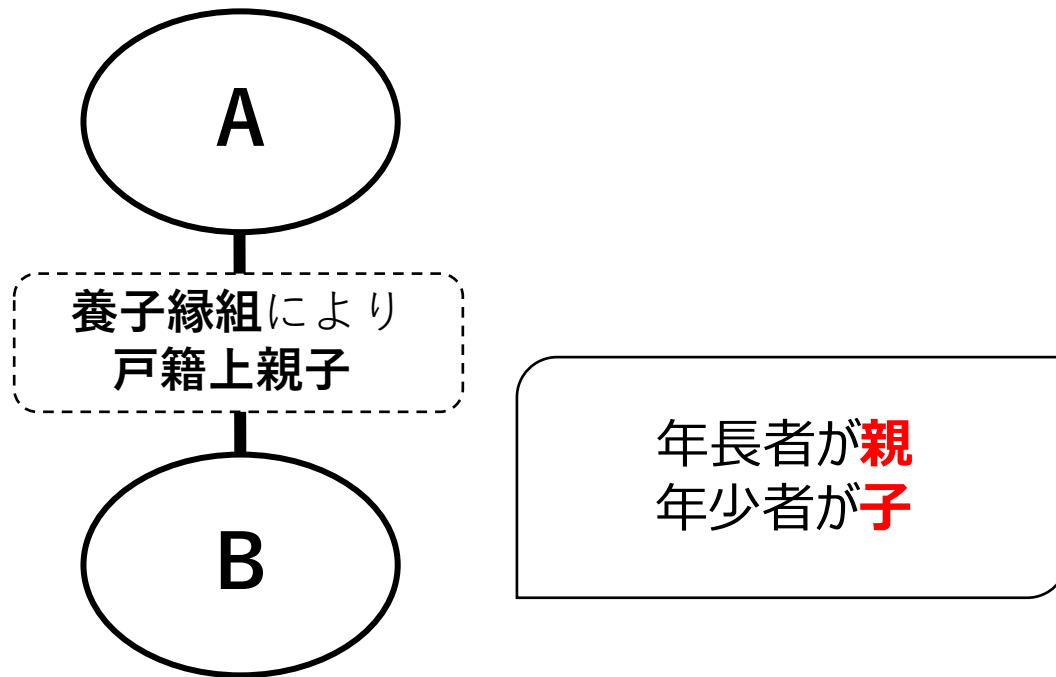 A
養子縁組により
戸籍上親子
B
年長者が親
年少者が子